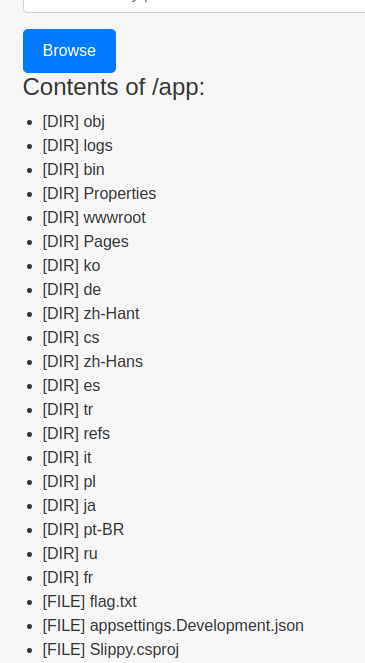 Browse
Contents of /app:
[DIR] obj
[DIR] logs
[DIR] bin
[DIR] Properties
[DIR] wwwroot
[DIR] Pages
[DIR] ko
[DIR] de
[DIR] zh-Hant
[DIR] cs
[DIR] zh-Hans
[DIR] es
[DIR] tr
[DIR] refs
[DIR] it
[DIR] pl
[DIR] ja
[DIR] pt-BR
[DIR] ru
[DIR] fr
[FILE] flag.txt
[FILE] appsettings.Development.json
[FILE] Slippy.csproj